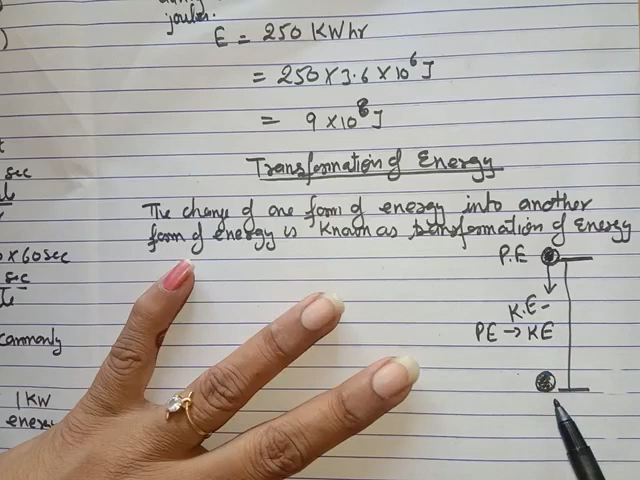 joules.
)
E = 250 KWhr
= 250 × 3.6 × 10⁶ J
= 9 × 10⁸ J
Transformation of Energy
sec
The change of one form of energy into another
form of energy is known as transformation of Energy
× 60 sec
P.E
sec
K.E -
PE → KE
commonly
1 KW
energy